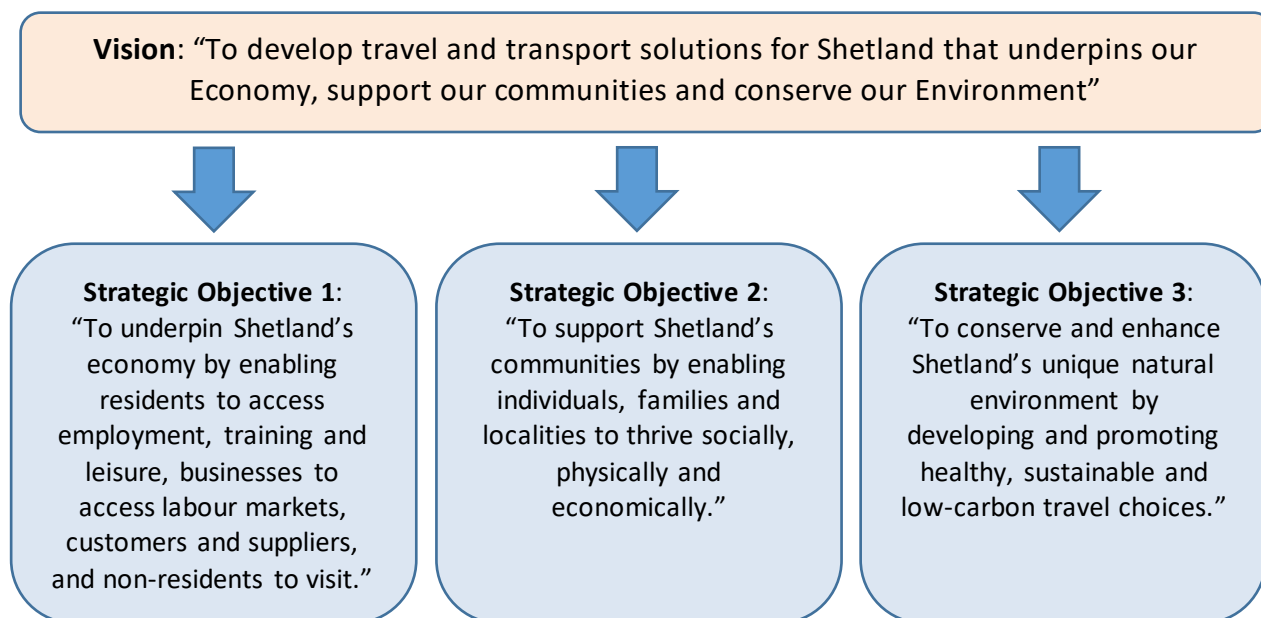 Vision: “To develop travel and transport solutions for Shetland that underpins our
Economy, support our communities and conserve our Environment”
Strategic Objective 1:
“To underpin Shetland’s
economy by enabling
residents to access
employment, training and
leisure, businesses to
access labour markets,
customers and suppliers,
and non-residents to visit.”
Strategic Objective 2:
“To support Shetland’s
communities by enabling
individuals, families and
localities to thrive socially,
physically and
economically.”
Strategic Objective 3:
“To conserve and enhance
Shetland’s unique natural
environment by
developing and promoting
healthy, sustainable and
low-carbon travel choices.”